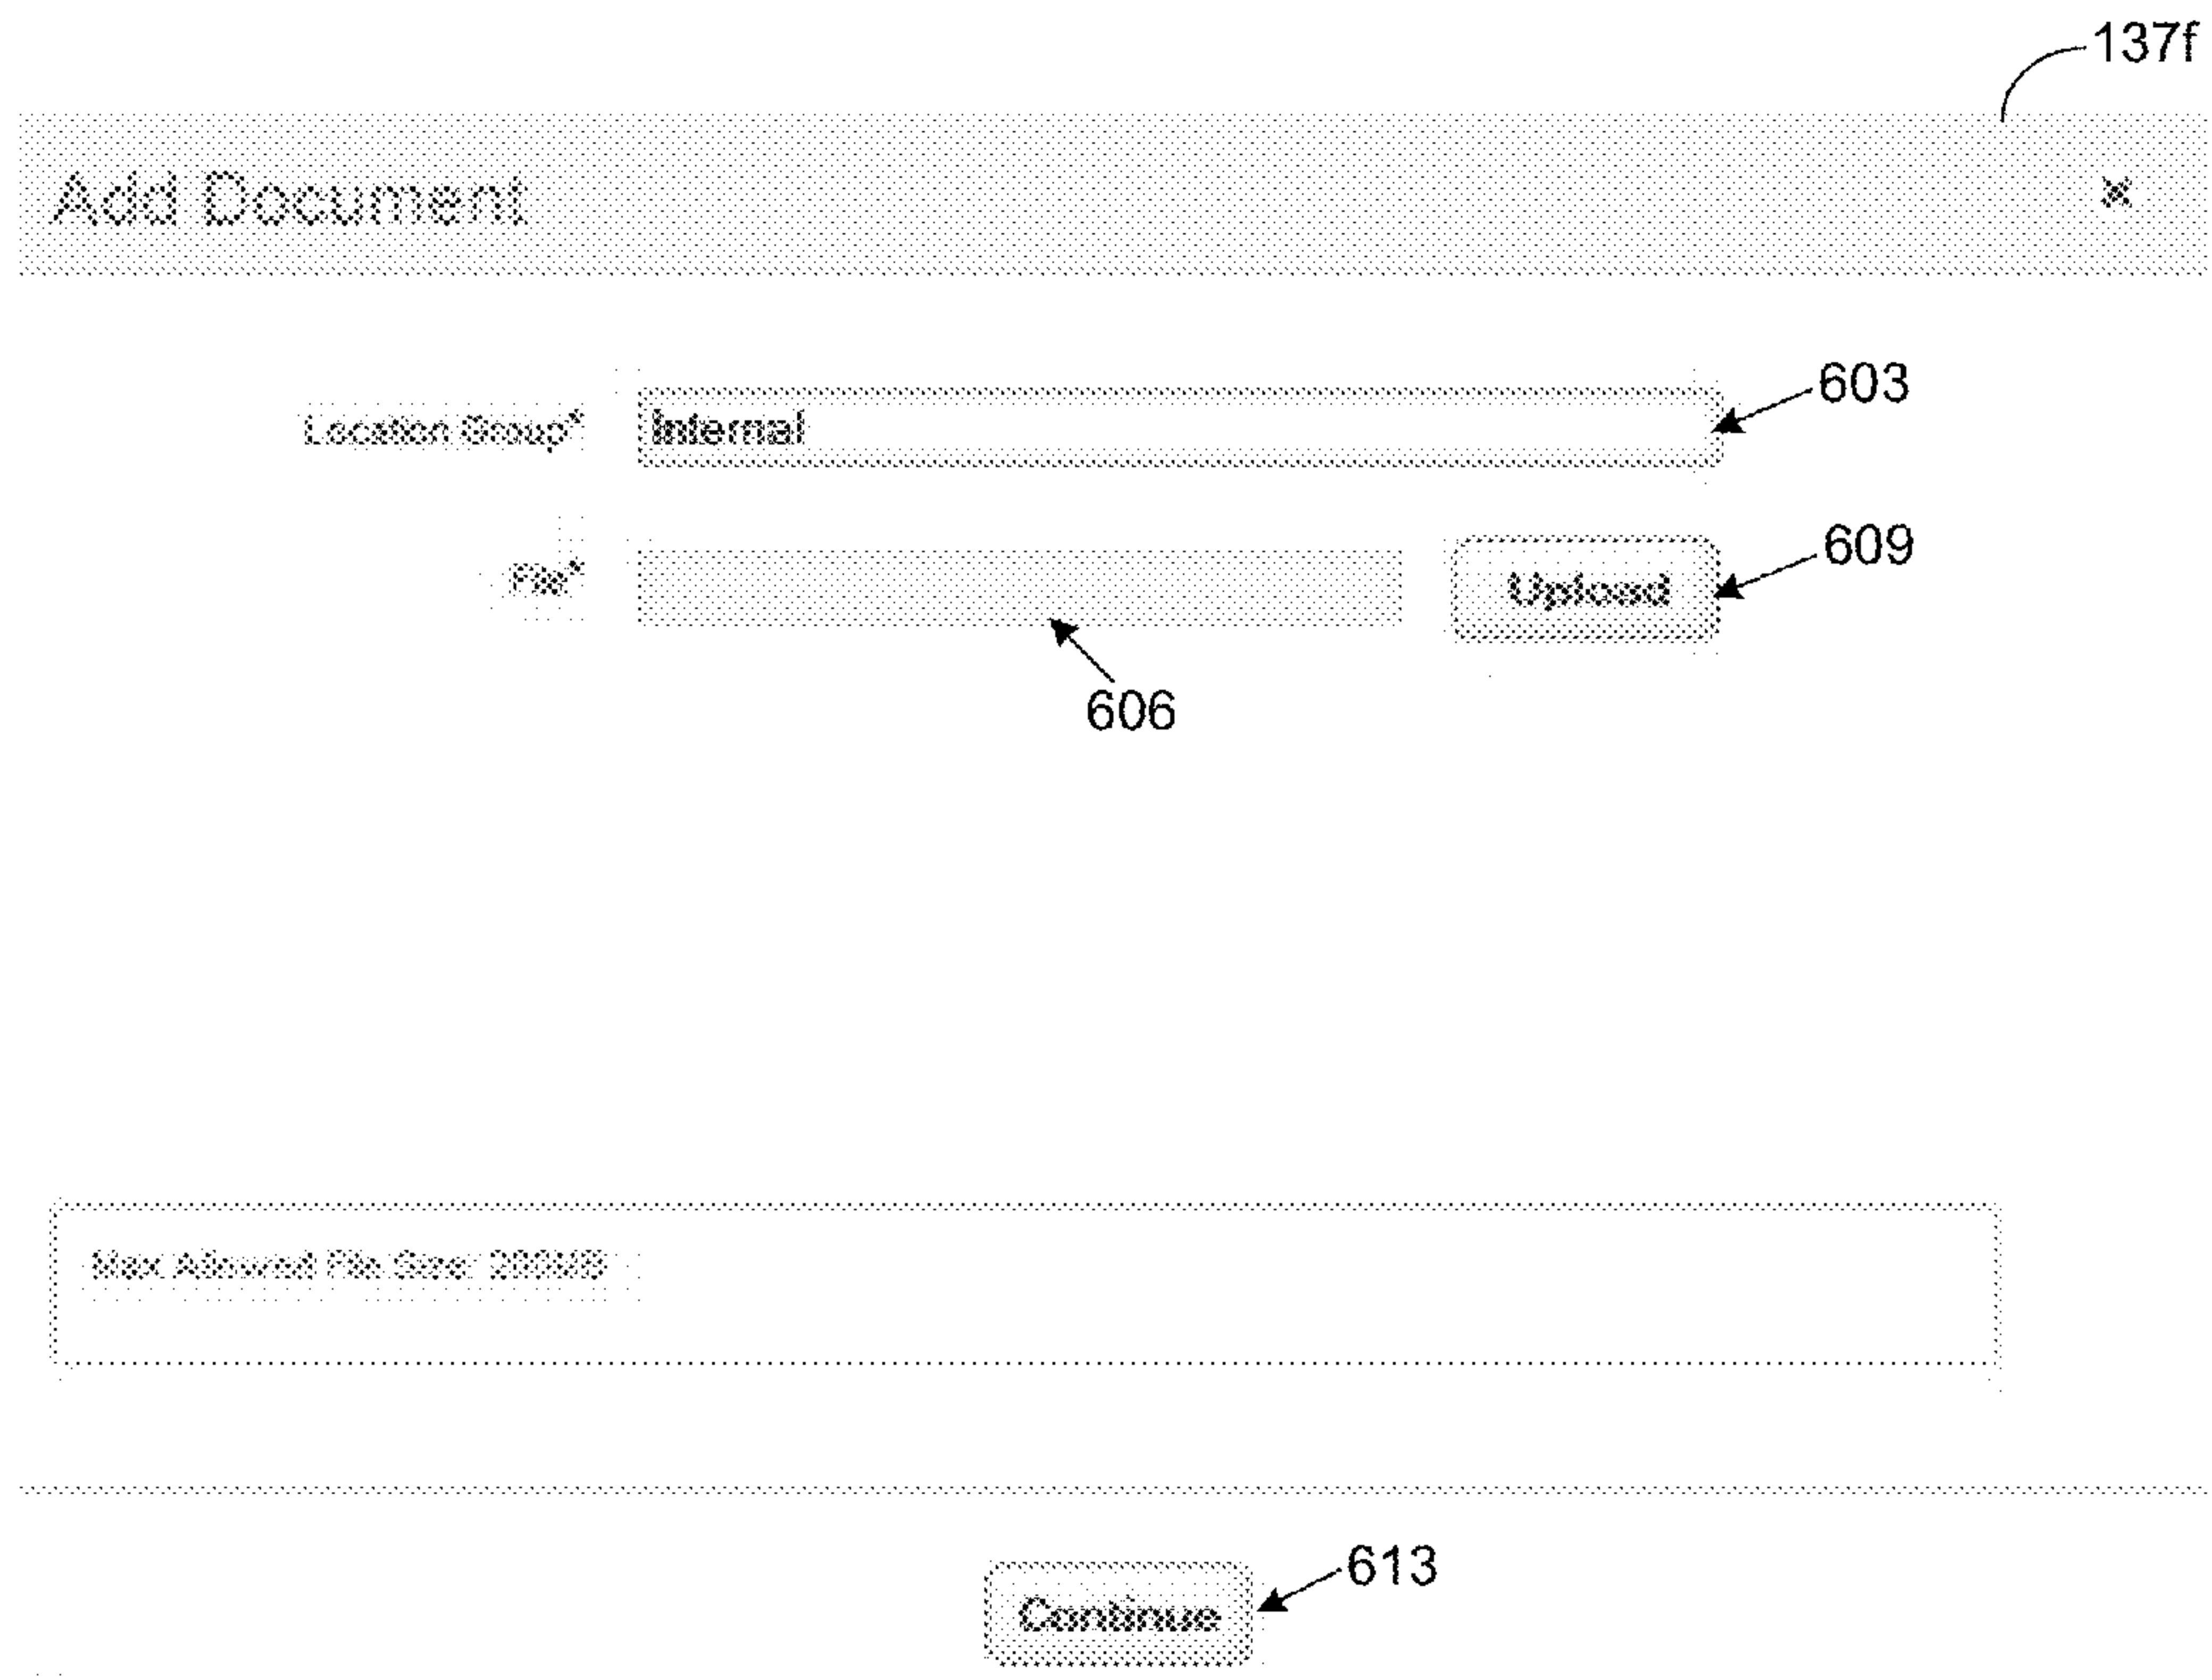 137f
Add Document ×
Location Group* Internal 603
File* Upload 609
606
Max Allowed File Size: 200MB
Continue 613